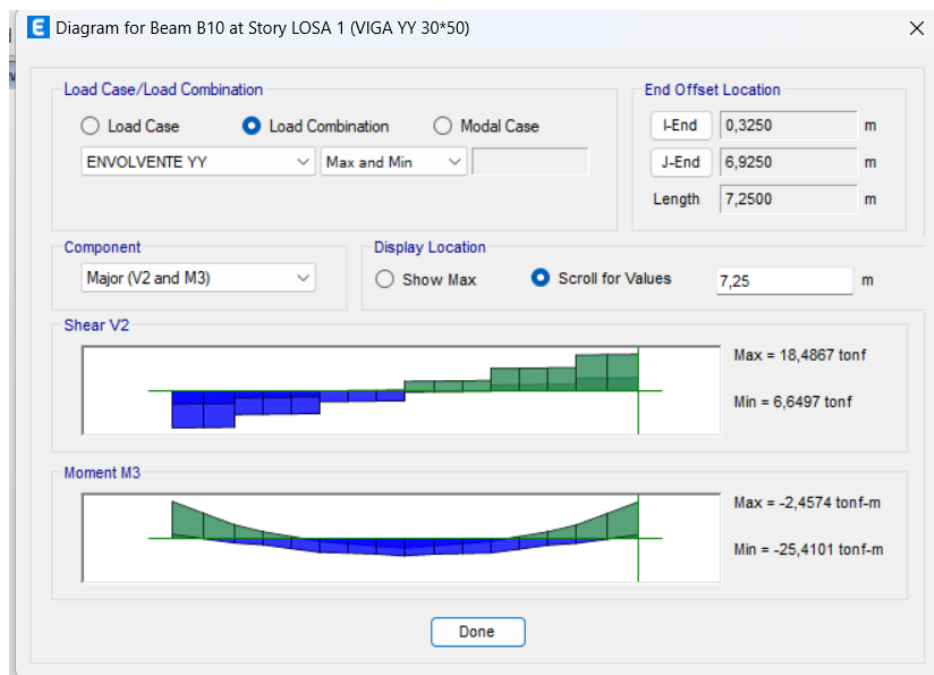 E Diagram for Beam B10 at Story LOSA 1 (VIGA YY 30*50)
Load Case/Load Combination
Load Case Load Combination Modal Case
ENVOLVENTE YY Max and Min
End Offset Location
I-End 0,3250 m
J-End 6,9250 m
Length 7,2500 m
Component
Major (V2 and M3)
Display Location
Show Max Scroll for Values 7,25 m
Shear V2
Max = 18,4867 tonf
Min = 6,6497 tonf
Moment M3
Max = -2,4574 tonf-m
Min = -25,4101 tonf-m
Done